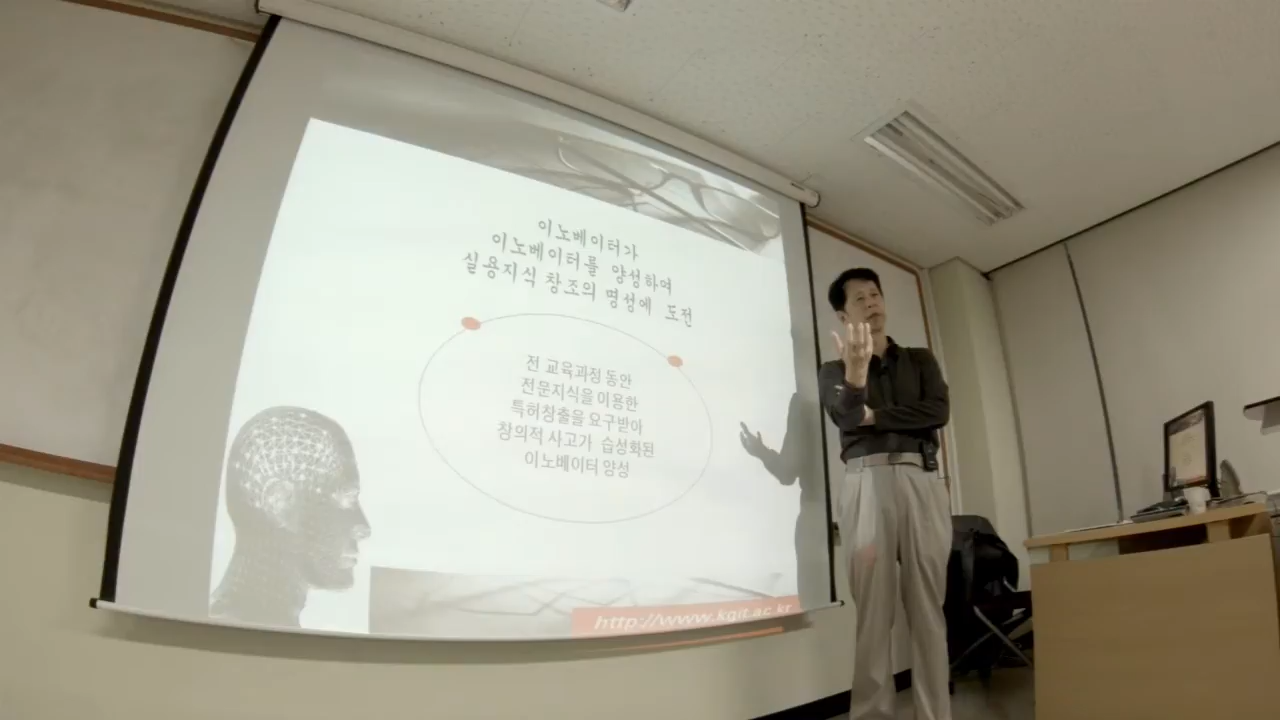 이노베이터가
이노베이터를 양성하여
실용지식 창조의 명성에 도전
전 교육과정 동안
전문지식을 이용한
특허창출을 요구받아
창의적 사고가 습성화된
이노베이터 양성
http://www.kgit.ac.kr